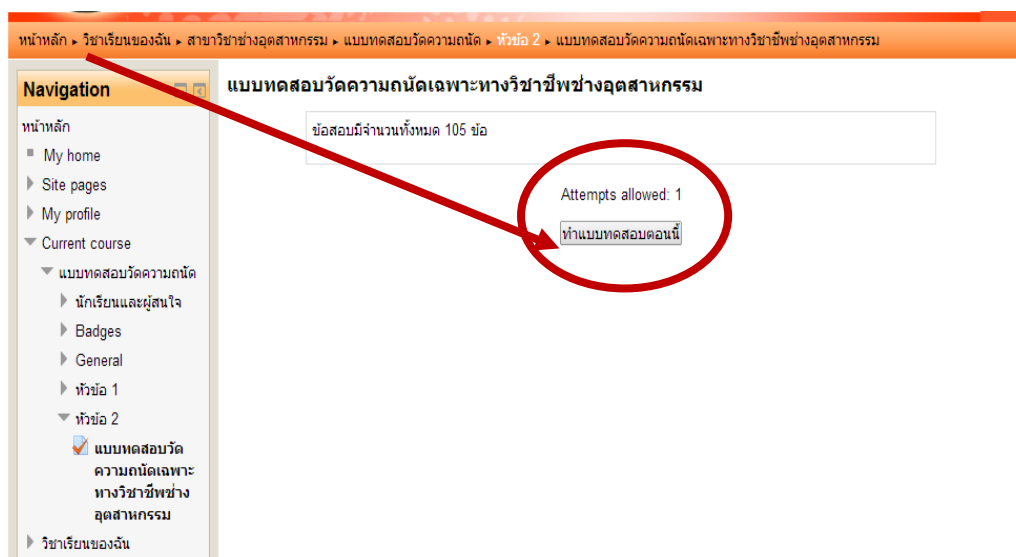 หน้าหลัก ► วิชาเรียนของฉัน ► สาขาวิชาช่างอุตสาหกรรม ► แบบทดสอบวัดความถนัด ► หัวข้อ 2 ► แบบทดสอบวัดความถนัดเฉพาะทางวิชาชีพช่างอุตสาหกรรม
Navigation
หน้าหลัก
My home
Site pages
My profile
Current course
แบบทดสอบวัดความถนัด
นักเรียนและผู้สนใจ
Badges
General
หัวข้อ 1
หัวข้อ 2
แบบทดสอบวัด
ความถนัดเฉพาะ
ทางวิชาชีพช่าง
อุตสาหกรรม
วิชาเรียนของฉัน
แบบทดสอบวัดความถนัดเฉพาะทางวิชาชีพช่างอุตสาหกรรม
ข้อสอบมีจำนวนทั้งหมด 105 ข้อ
Attempts allowed: 1
ทำแบบทดสอบตอนนี้